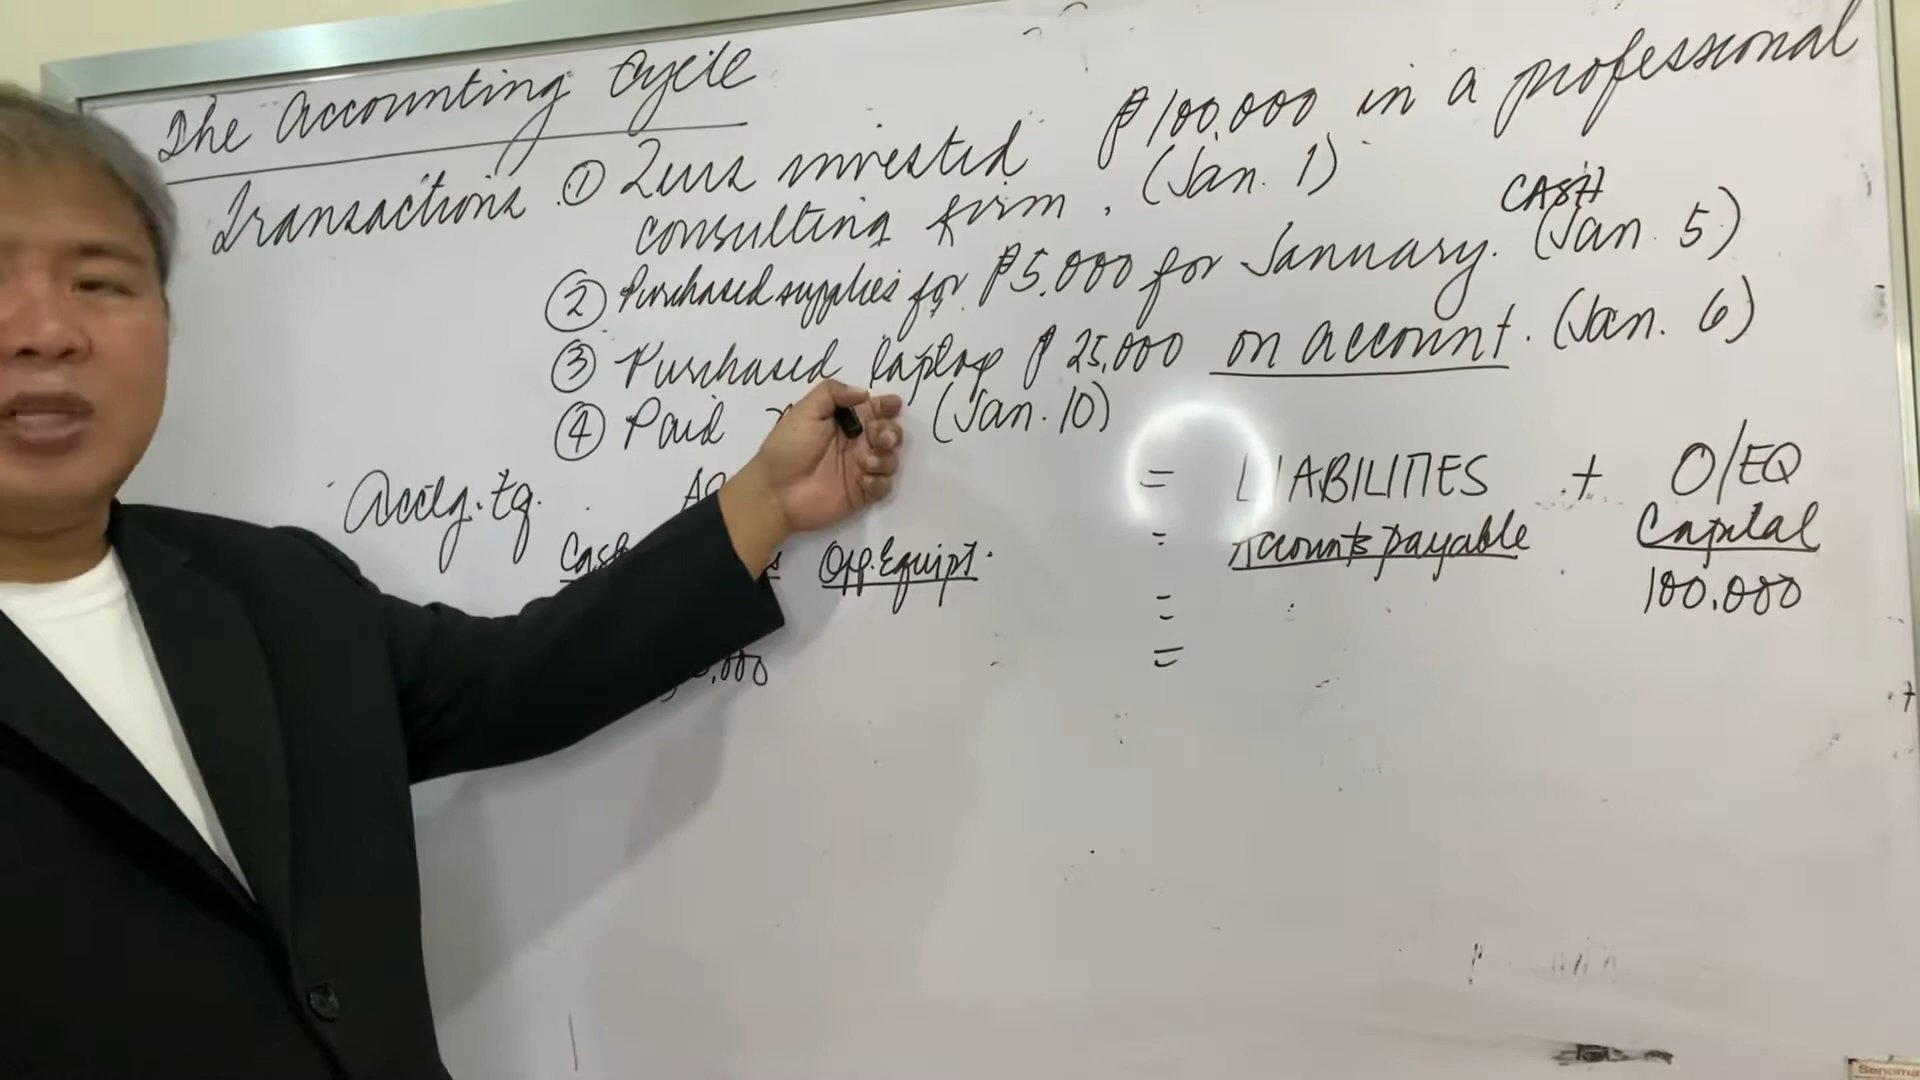 The Accounting Cycle
Transactions ① Zeus invested ₱100,000 in a professional
consulting firm. (Jan. 1)
CASH
② Purchased supplies for ₱5,000 for January. (Jan. 5)
③ Purchased laptop ₱25,000 on account. (Jan. 6)
④ Paid (Jan. 10)
Acctg. Eq. = LIABILITIES + O/EQ
Off. Equipt. = Accounts payable Capital
= 100,000
=